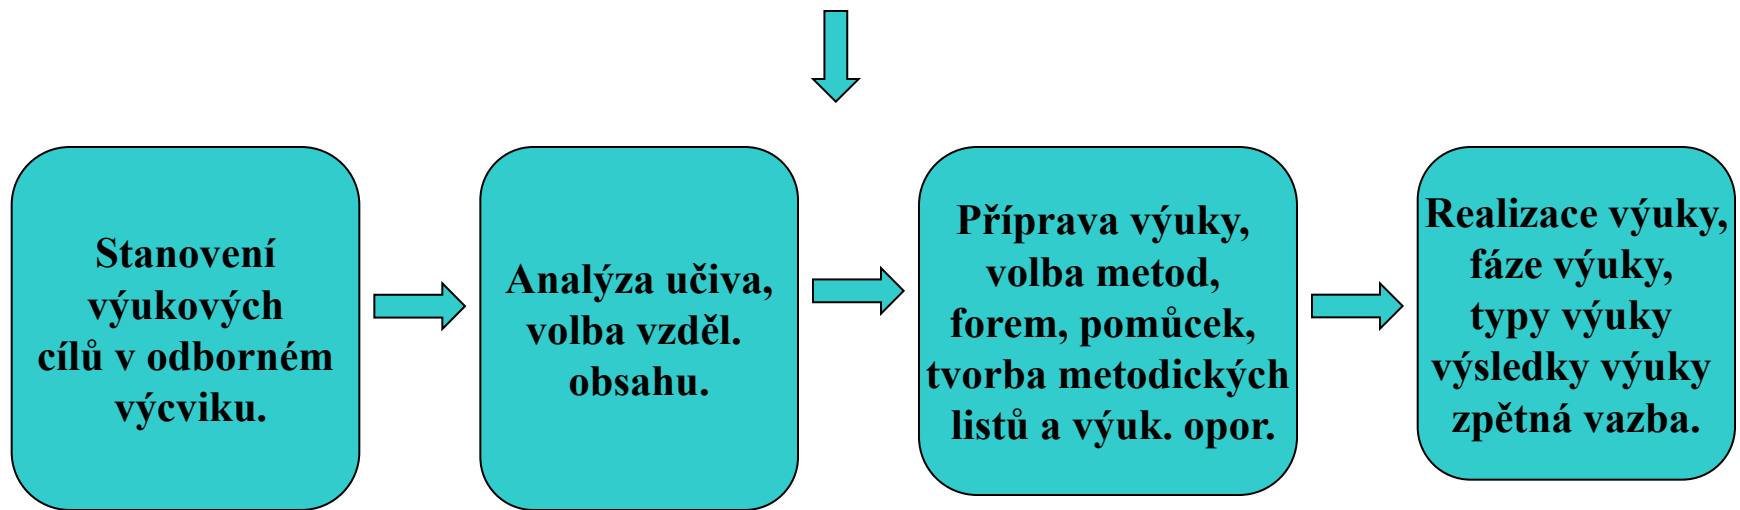 Stanovení
výukových
cílů v odborném
výcviku.
Analýza učiva,
volba vzděl.
obsahu.
Příprava výuky,
volba metod,
forem, pomůcek,
tvorba metodických
listů a výuk. opor.
Realizace výuky,
fáze výuky,
typy výuky
výsledky výuky
zpětná vazba.